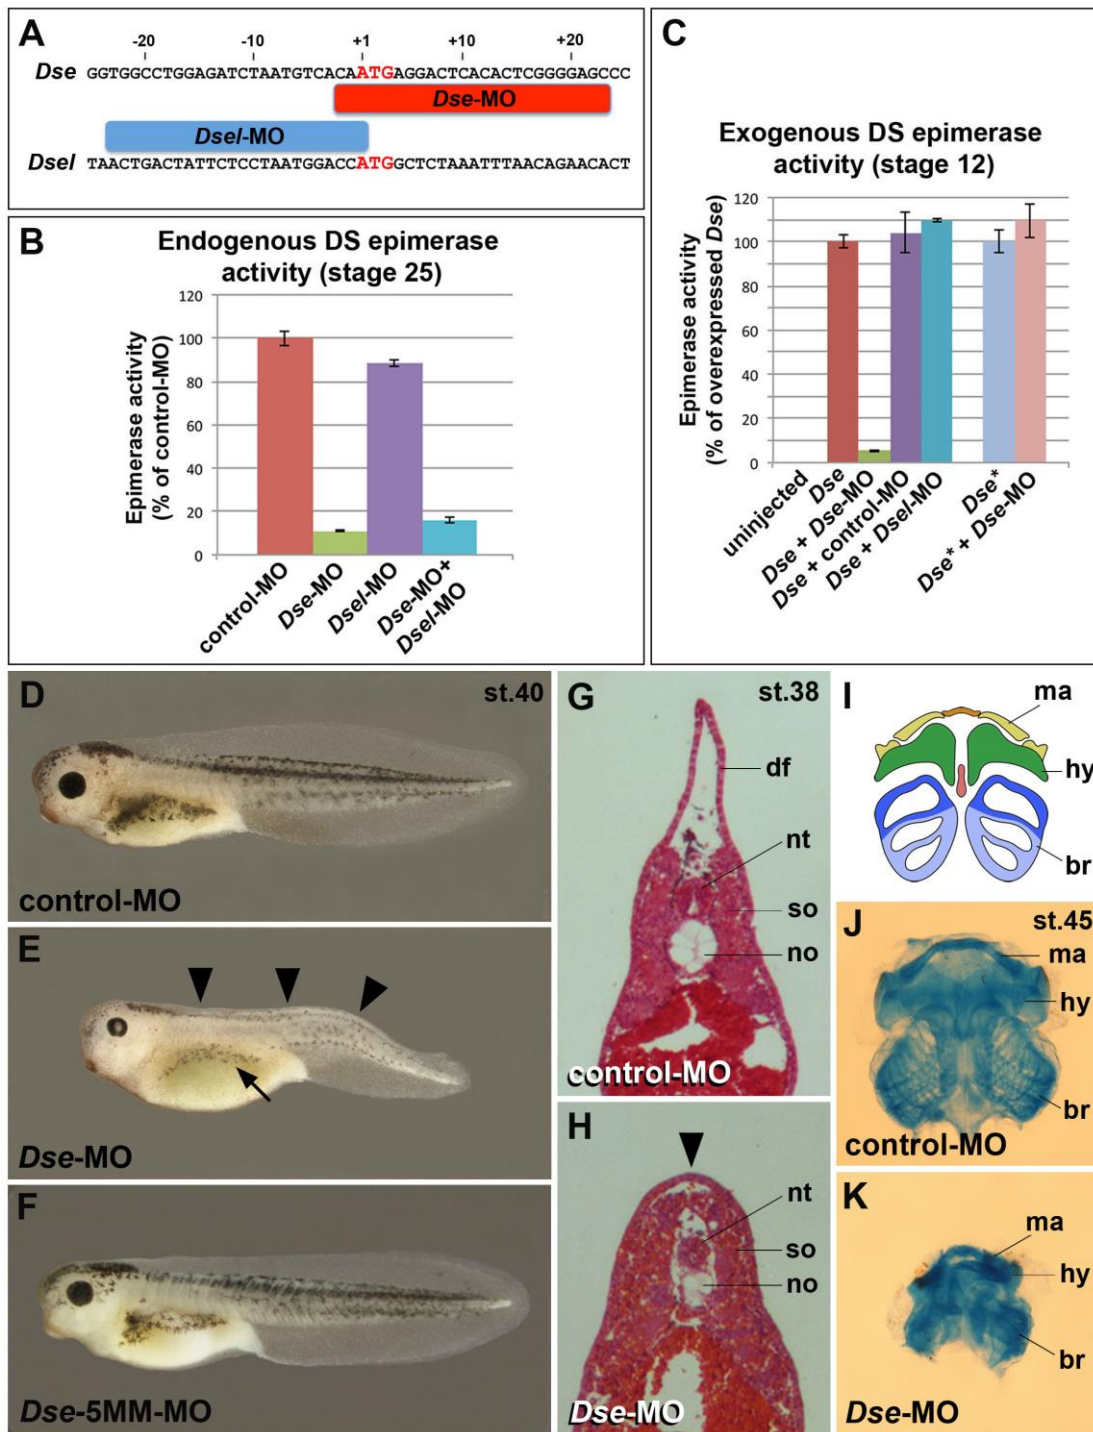 A
-20 -10 +1 +10 +20
Dse GGTGGCCTGGAGATCTAATGTCACAATGAGGACTCACACTCGGGGAGCCC
Dse-MO
Dsel-MO
Dsel TAACTGACTATTCTCCTAATGGACCATGGCTCTAAATTTAACAGAACACT
B
Endogenous DS epimerase
activity (stage 25)
Epimerase activity
(% of control-MO)
120
100
80
60
40
20
0
control-MO
Dse-MO
Dsel-MO
Dse-MO+
Dsel-MO
C
Exogenous DS epimerase
activity (stage 12)
Epimerase activity
(% of overexpressed Dse)
120
100
80
60
40
20
0
uninjected
Dse
Dse + Dse-MO
Dse + control-MO
Dse + Dsel-MO
Dse*
Dse* + Dse-MO
D
st.40
control-MO
E
Dse-MO
F
Dse-5MM-MO
G
st.38
df
nt
so
no
control-MO
H
nt
so
no
Dse-MO
I
ma
hy
br
J
st.45
ma
hy
br
control-MO
K
ma
hy
br
Dse-MO